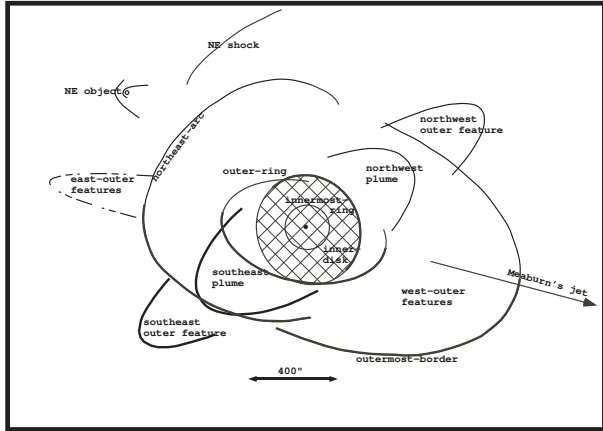 NE shock
NE object
northeast-arc
northwest
outer feature
east-outer
features
outer-ring
northwest
plume
innermost-
ring
inner-
disk
southeast
plume
Meaburn's jet
west-outer
features
southeast
outer feature
outermost-border
400"